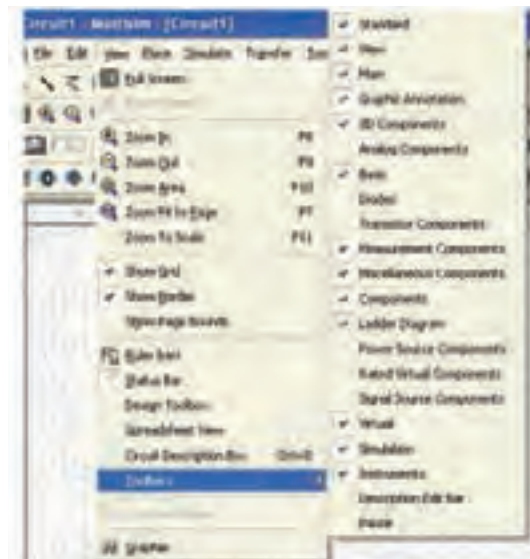 Circuit1 - Multisim - [Circuit1]
File Edit View Place Simulate Transfer
Full Screen
Zoom In F8
Zoom Out F9
Zoom Area F10
Zoom Fit to Page F7
Zoom To Scale F11
Show Grid
Show Border
Show Page Bounds
Ruler Bars
Status Bar
Design Toolbox
Spreadsheet View
Circuit Description Box Ctrl+D
Toolbars
Grapher
Standard
View
Main
Graphic Annotation
3D Components
Analog Components
Basic
Diodes
Transistor Components
Measurement Components
Miscellaneous Components
Components
Ladder Diagram
Power Source Components
Rated Virtual Components
Signal Source Components
Virtual
Simulation
Instruments
Description Edit Bar